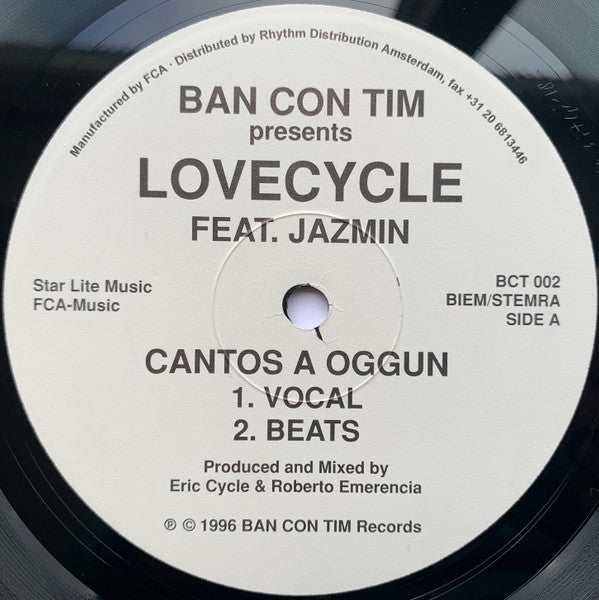 Manufactured by FCA · Distributed by Rhythm Distribution Amsterdam, fax +31 20 6813446
BAN CON TIM
presents
LOVECYCLE
FEAT. JAZMIN
Star Lite Music
FCA-Music
BCT 002
BIEM/STEMRA
SIDE A
CANTOS A OGGUN
1. VOCAL
2. BEATS
Produced and Mixed by
Eric Cycle & Roberto Emerencia
℗ © 1996 BAN CON TIM Records